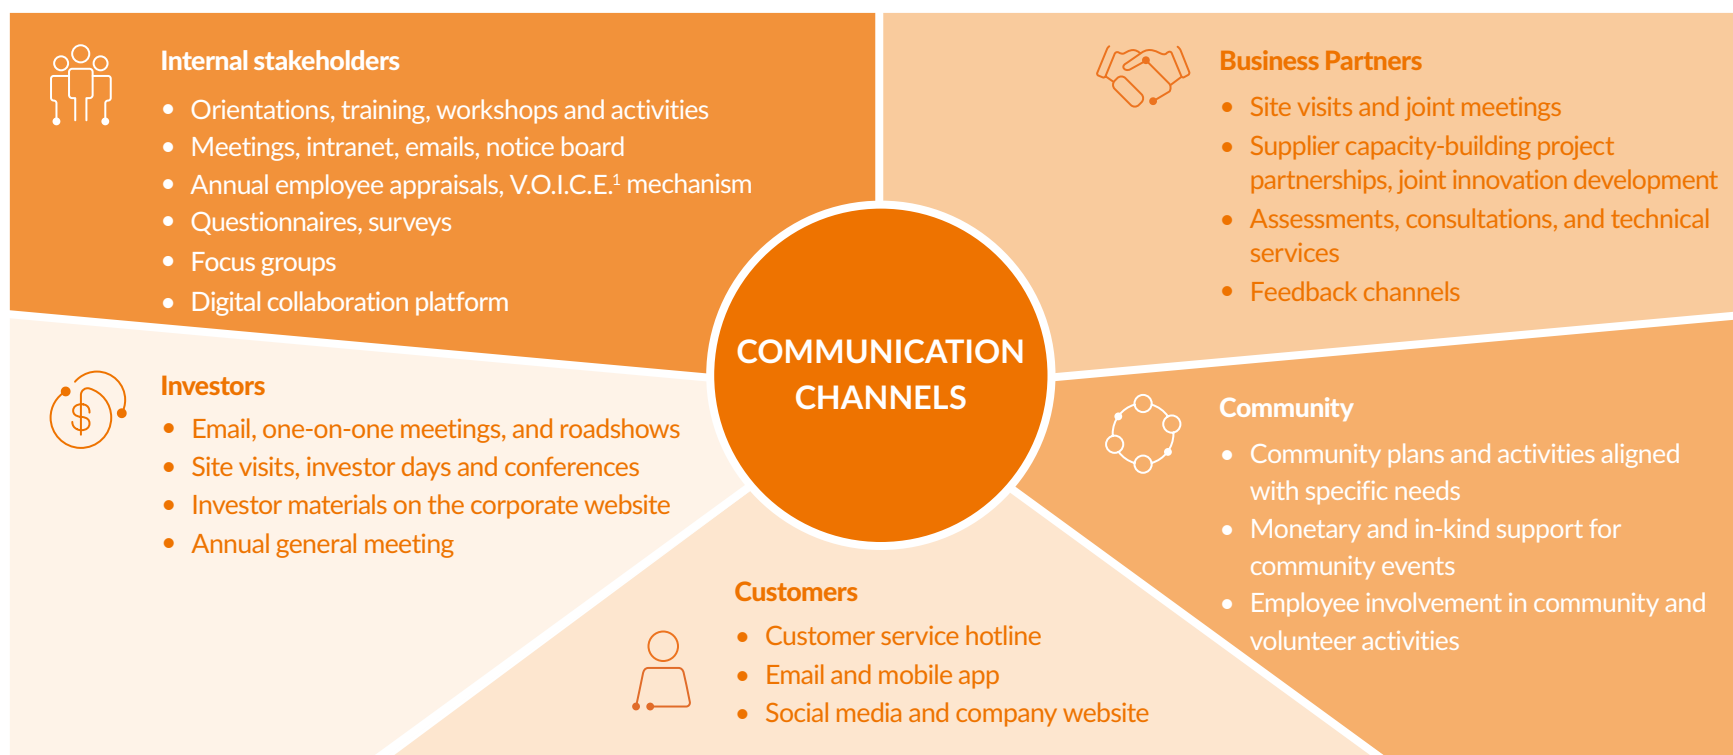 Internal stakeholders
• Orientations, training, workshops and activities
• Meetings, intranet, emails, notice board
• Annual employee appraisals, V.O.I.C.E.¹ mechanism
• Questionnaires, surveys
• Focus groups
• Digital collaboration platform
Business Partners
• Site visits and joint meetings
• Supplier capacity-building project
partnerships, joint innovation development
• Assessments, consultations, and technical
services
• Feedback channels
COMMUNICATION
CHANNELS
Investors
• Email, one-on-one meetings, and roadshows
• Site visits, investor days and conferences
• Investor materials on the corporate website
• Annual general meeting
Community
• Community plans and activities aligned
with specific needs
• Monetary and in-kind support for
community events
• Employee involvement in community and
volunteer activities
Customers
• Customer service hotline
• Email and mobile app
• Social media and company website